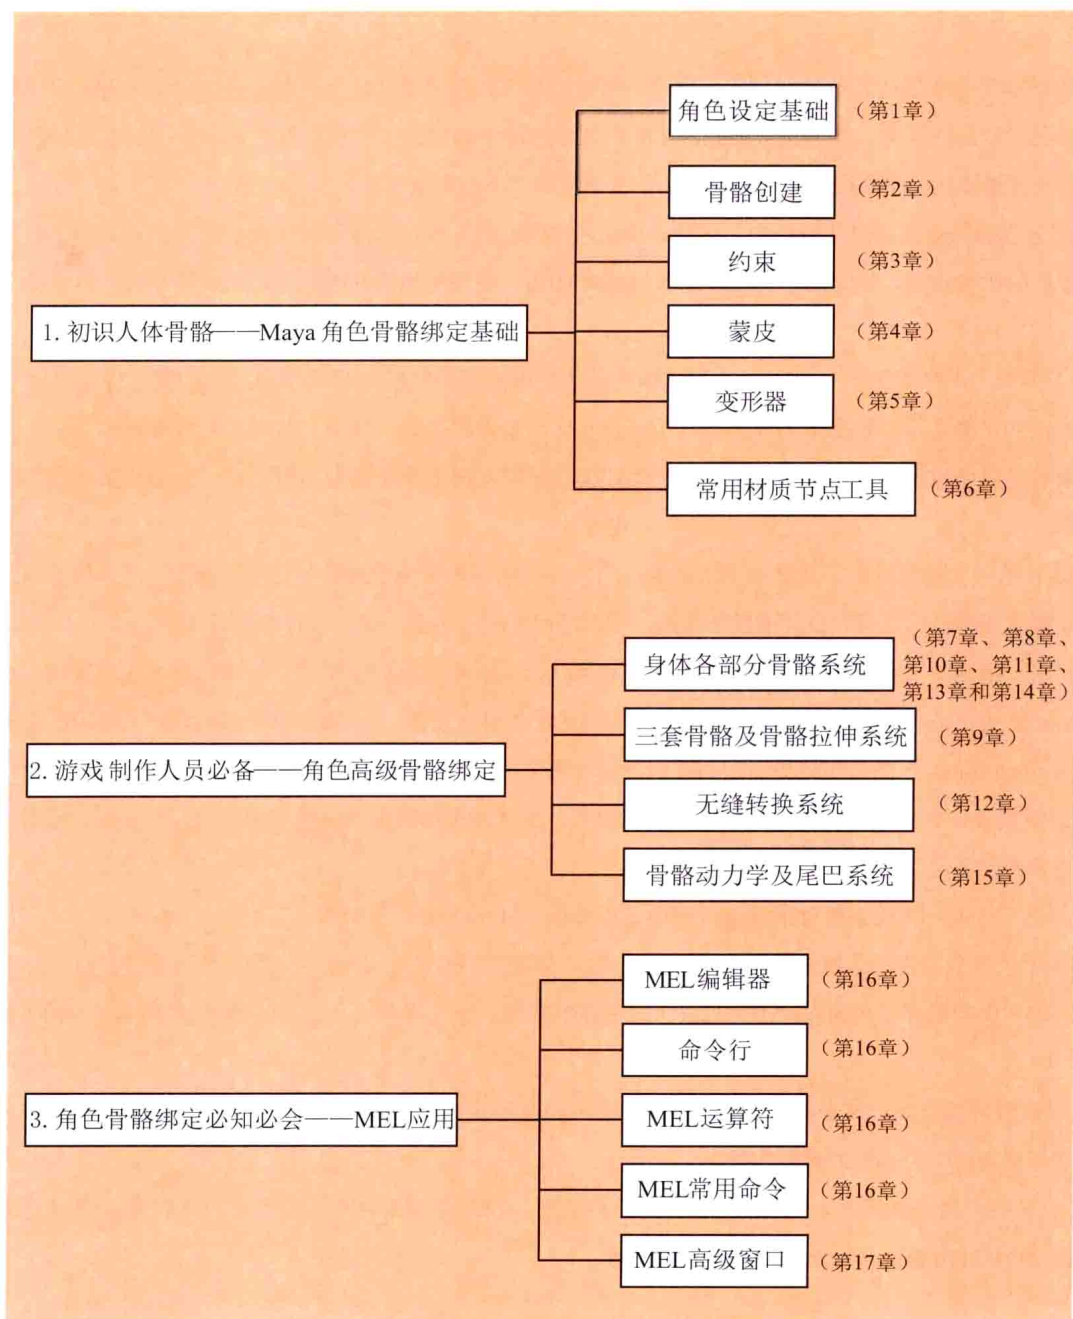 角色设定基础 （第1章）
骨骼创建 （第2章）
约束 （第3章）
1. 初识人体骨骼——Maya 角色骨骼绑定基础
蒙皮 （第4章）
变形器 （第5章）
常用材质节点工具 （第6章）
身体各部分骨骼系统
（第7章、第8章、
第10章、第11章、
第13章和第14章）
三套骨骼及骨骼拉伸系统 （第9章）
2. 游戏制作人员必备——角色高级骨骼绑定
无缝转换系统 （第12章）
骨骼动力学及尾巴系统 （第15章）
MEL编辑器 （第16章）
命令行 （第16章）
3. 角色骨骼绑定必知必会——MEL应用
MEL运算符 （第16章）
MEL常用命令 （第16章）
MEL高级窗口 （第17章）